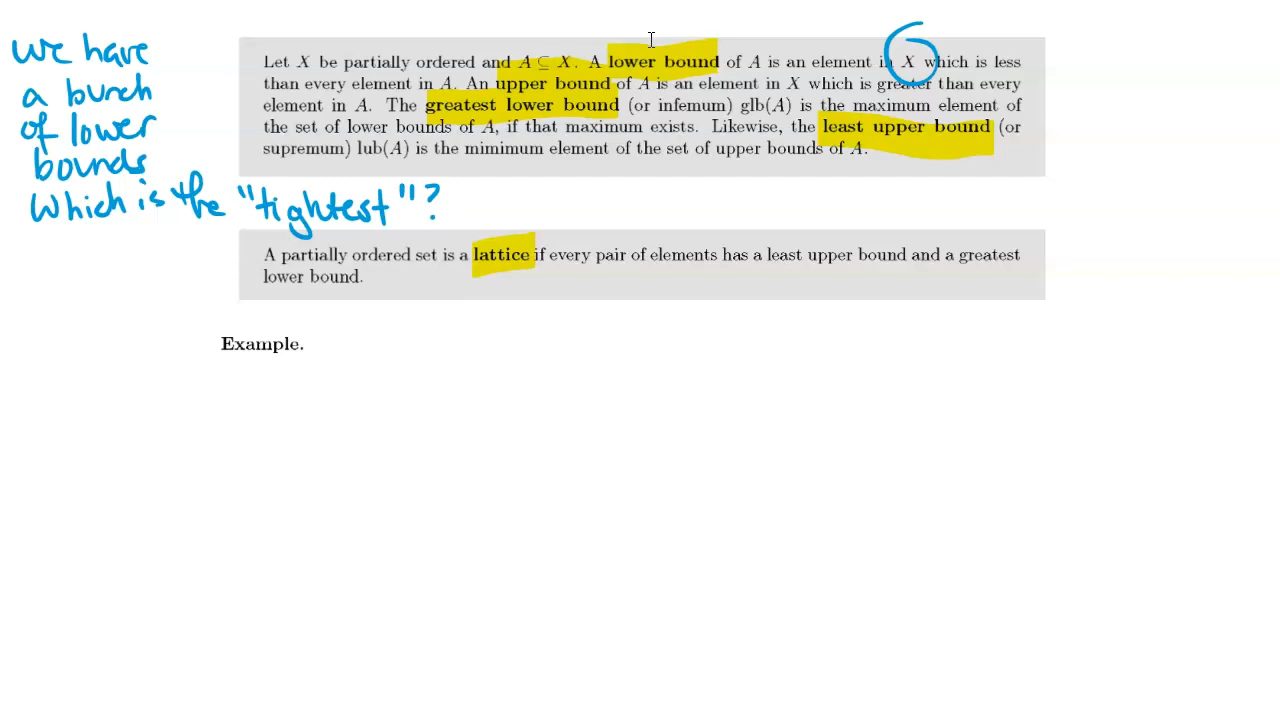 we have
a bunch
of lower
bounds
Which is the "tightest"?
Let X be partially ordered and A ⊆ X. A lower bound of A is an element in X which is less
than every element in A. An upper bound of A is an element in X which is greater than every
element in A. The greatest lower bound (or infemum) glb(A) is the maximum element of
the set of lower bounds of A, if that maximum exists. Likewise, the least upper bound (or
supremum) lub(A) is the mimimum element of the set of upper bounds of A.
A partially ordered set is a lattice if every pair of elements has a least upper bound and a greatest
lower bound.
Example.